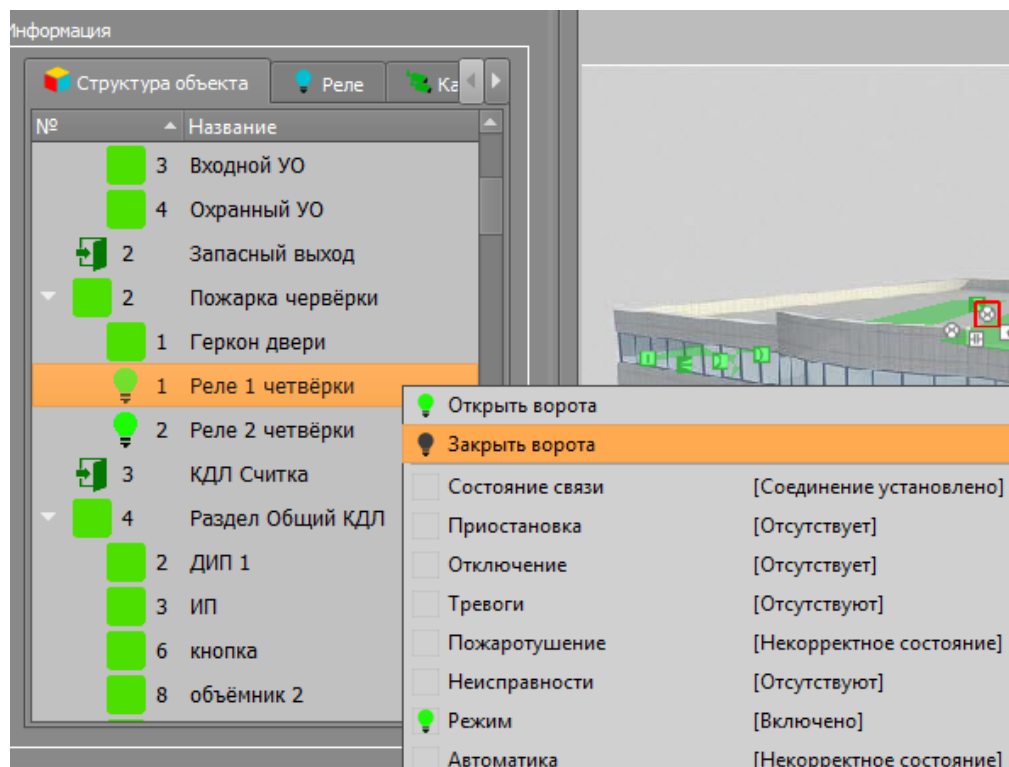 Информация
Структура объекта Реле Ка
№ Название
3 Входной УО
4 Охранный УО
2 Запасный выход
2 Пожарка червёрки
1 Геркон двери
1 Реле 1 четвёрки
2 Реле 2 четвёрки
3 КДЛ Считка
4 Раздел Общий КДЛ
2 ДИП 1
3 ИП
6 кнопка
8 объёмник 2
Открыть ворота
Закрыть ворота
Состояние связи [Соединение установлено]
Приостановка [Отсутствует]
Отключение [Отсутствует]
Тревоги [Отсутствуют]
Пожаротушение [Некорректное состояние]
Неисправности [Отсутствуют]
Режим [Включено]
Автоматика [Некорректное состояние]